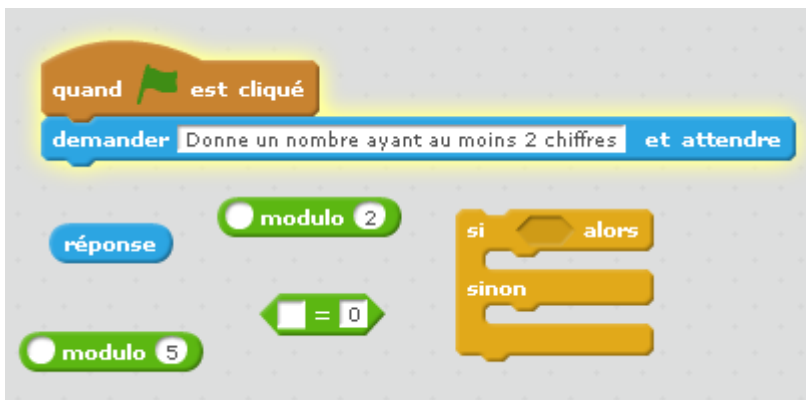 quand est cliqué
demander Donne un nombre ayant au moins 2 chiffres et attendre
modulo 2
si alors
réponse
sinon
= 0
modulo 5